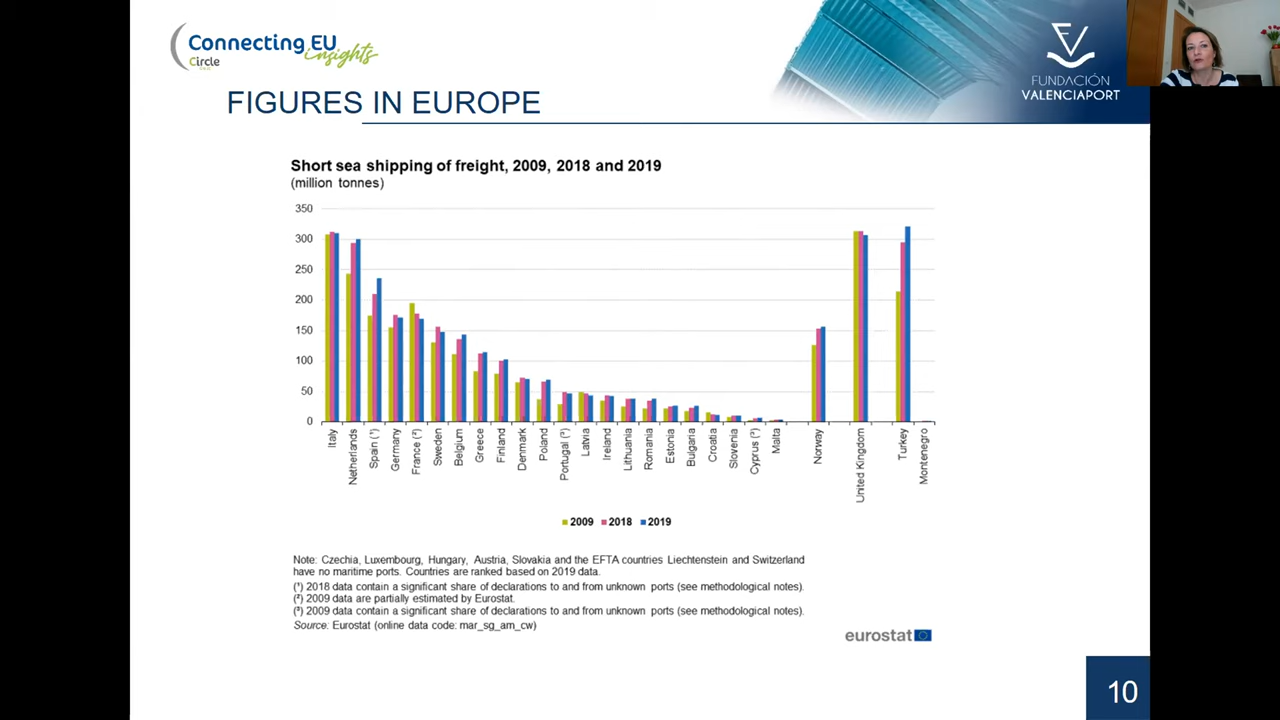 Connecting EU
insights
Circle
FUNDACIÓN
VALENCIAPORT
FIGURES IN EUROPE
Short sea shipping of freight, 2009, 2018 and 2019
(million tonnes)
350
300
250
200
150
100
50
0
Italy
Netherlands
Spain (¹)
Germany
France (²)
Sweden
Belgium
Greece
Finland
Denmark
Poland
Portugal (³)
Latvia
Ireland
Lithuania
Romania
Estonia
Bulgaria
Croatia
Slovenia
Cyprus (³)
Malta
Norway
United Kingdom
Turkey
Montenegro
2009 2018 2019
Note: Czechia, Luxembourg, Hungary, Austria, Slovakia and the EFTA countries Liechtenstein and Switzerland
have no maritime ports. Countries are ranked based on 2019 data.
(¹) 2018 data contain a significant share of declarations to and from unknown ports (see methodological notes).
(²) 2009 data are partially estimated by Eurostat.
(³) 2009 data contain a significant share of declarations to and from unknown ports (see methodological notes).
Source: Eurostat (online data code: mar_sg_am_cw)
eurostat
10